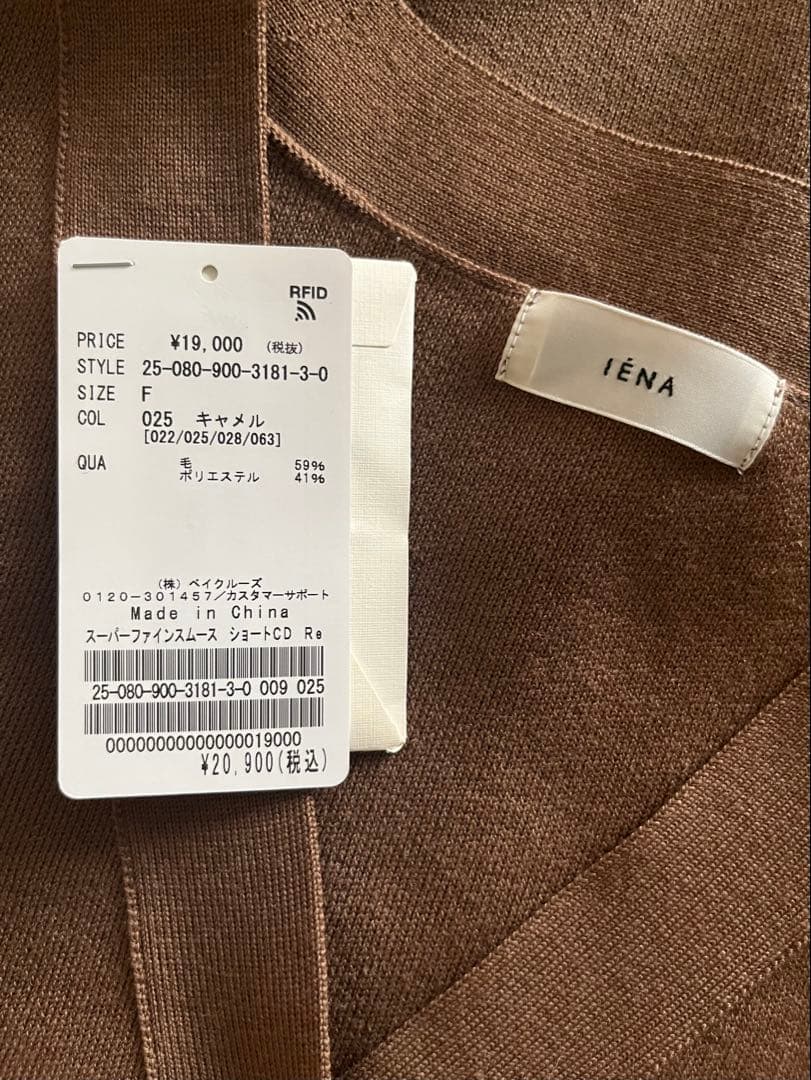 RFID
PRICE ¥19,000 (税抜)
STYLE 25-080-900-3181-3-0
SIZE F
COL 025 キャメル
[022/025/028/063]
QUA 毛 59%
ポリエステル 41%
(株) ベイクルーズ
0120-301457/カスタマーサポート
Made in China
スーパーファインスムース ショートCD Re
25-080-900-3181-3-0 009 025
0000000000000019000
¥20,900(税込)
IÉNA